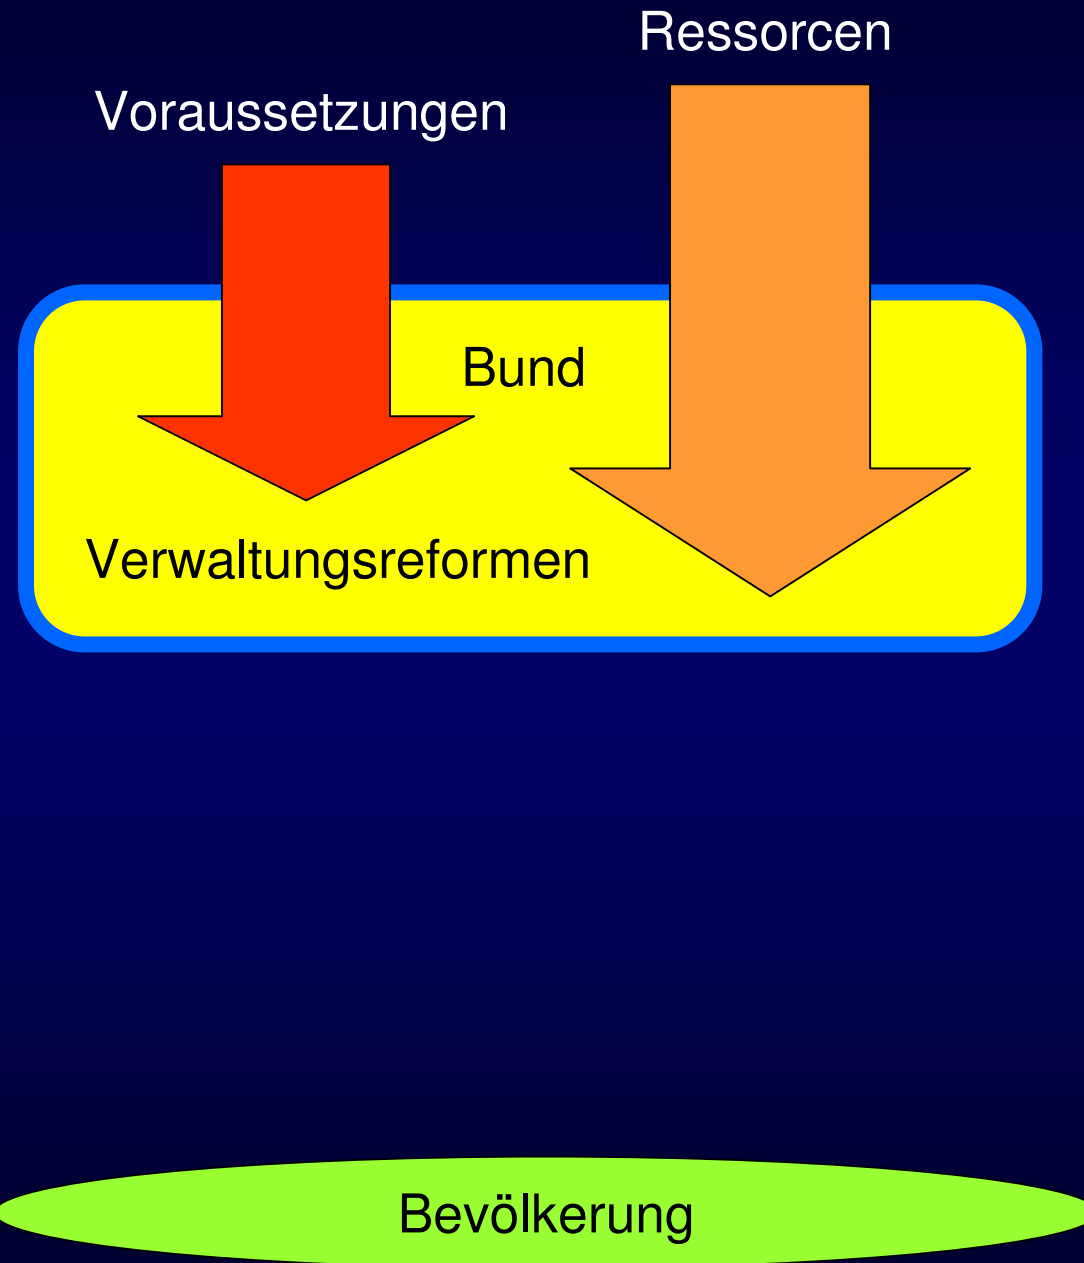 Ressorcen
Voraussetzungen
Bund
Verwaltungsreformen
Bevölkerung